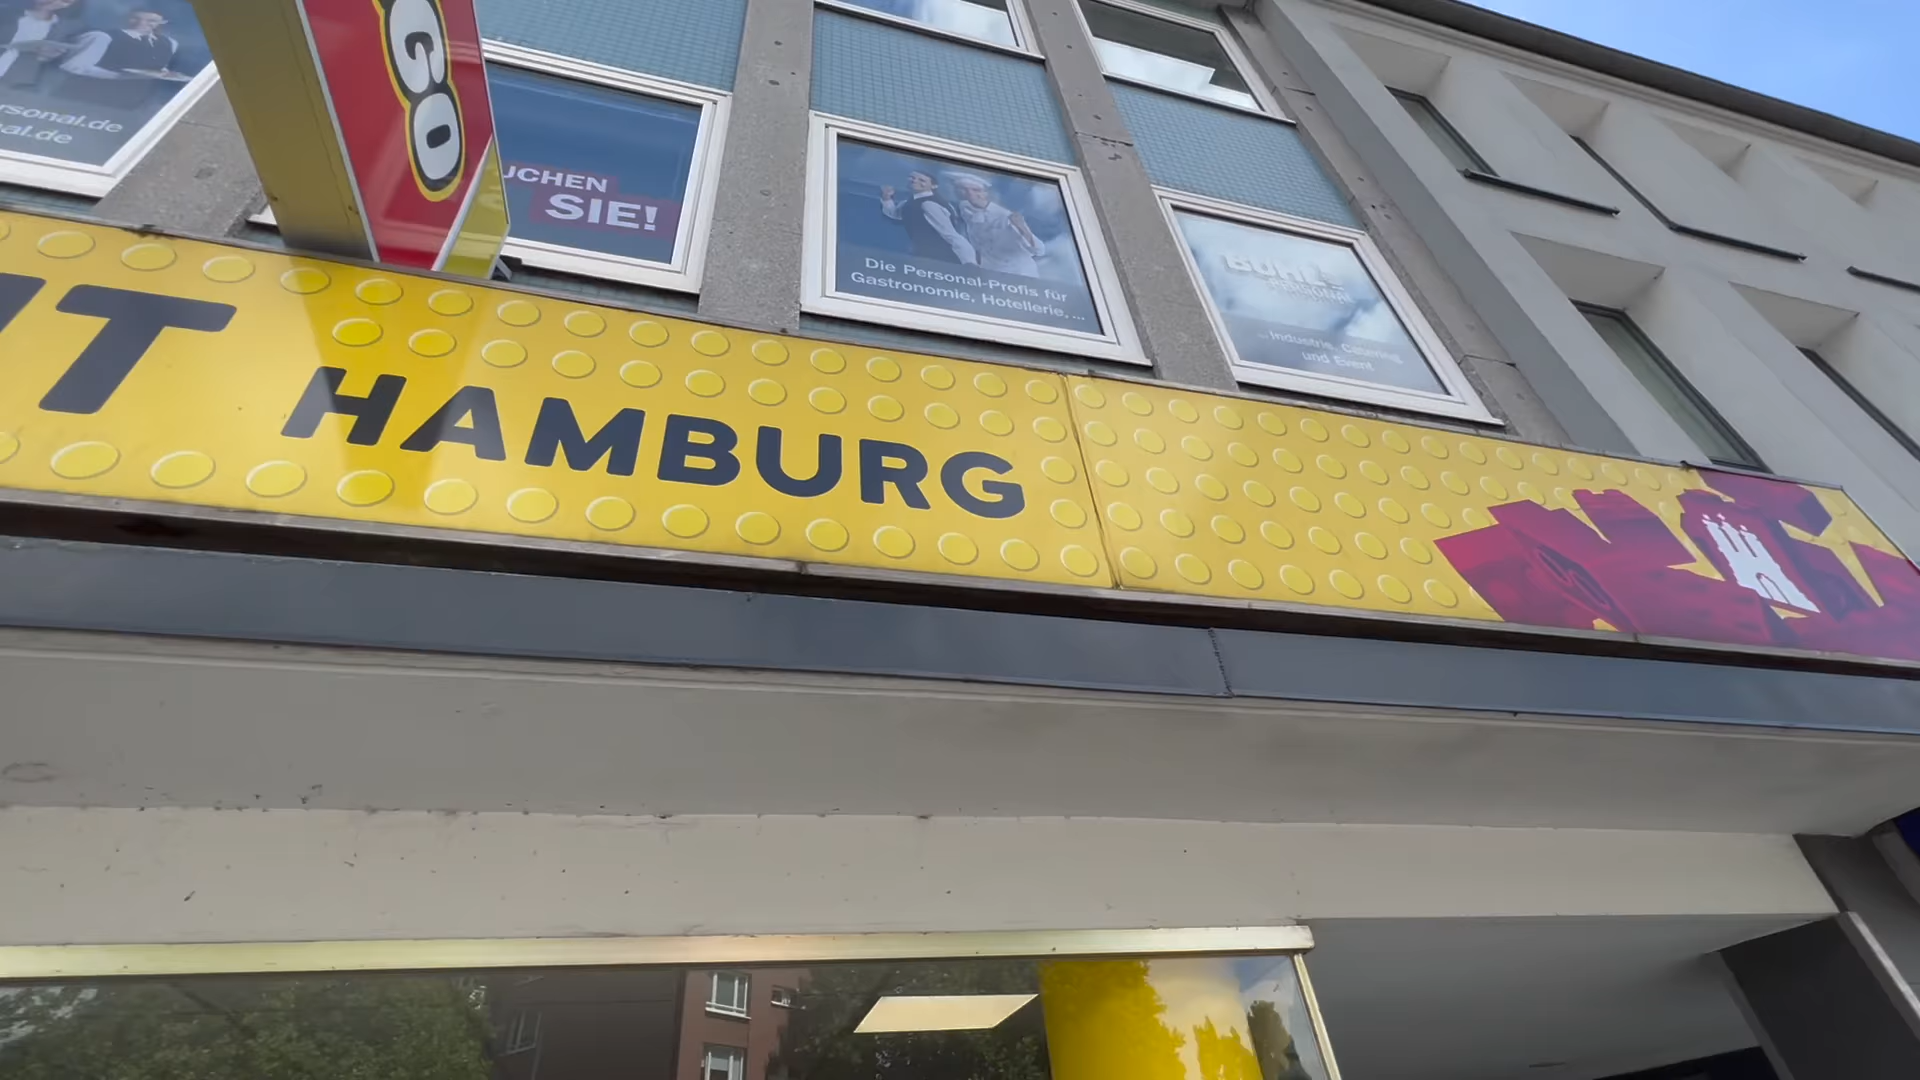 rsonal.de
al.de
GO
UCHEN
SIE!
Die Personal-Profis für
Gastronomie, Hotellerie, ...
BUHL
PERSONAL
... Industrie, Catering
und Event
T HAMBURG